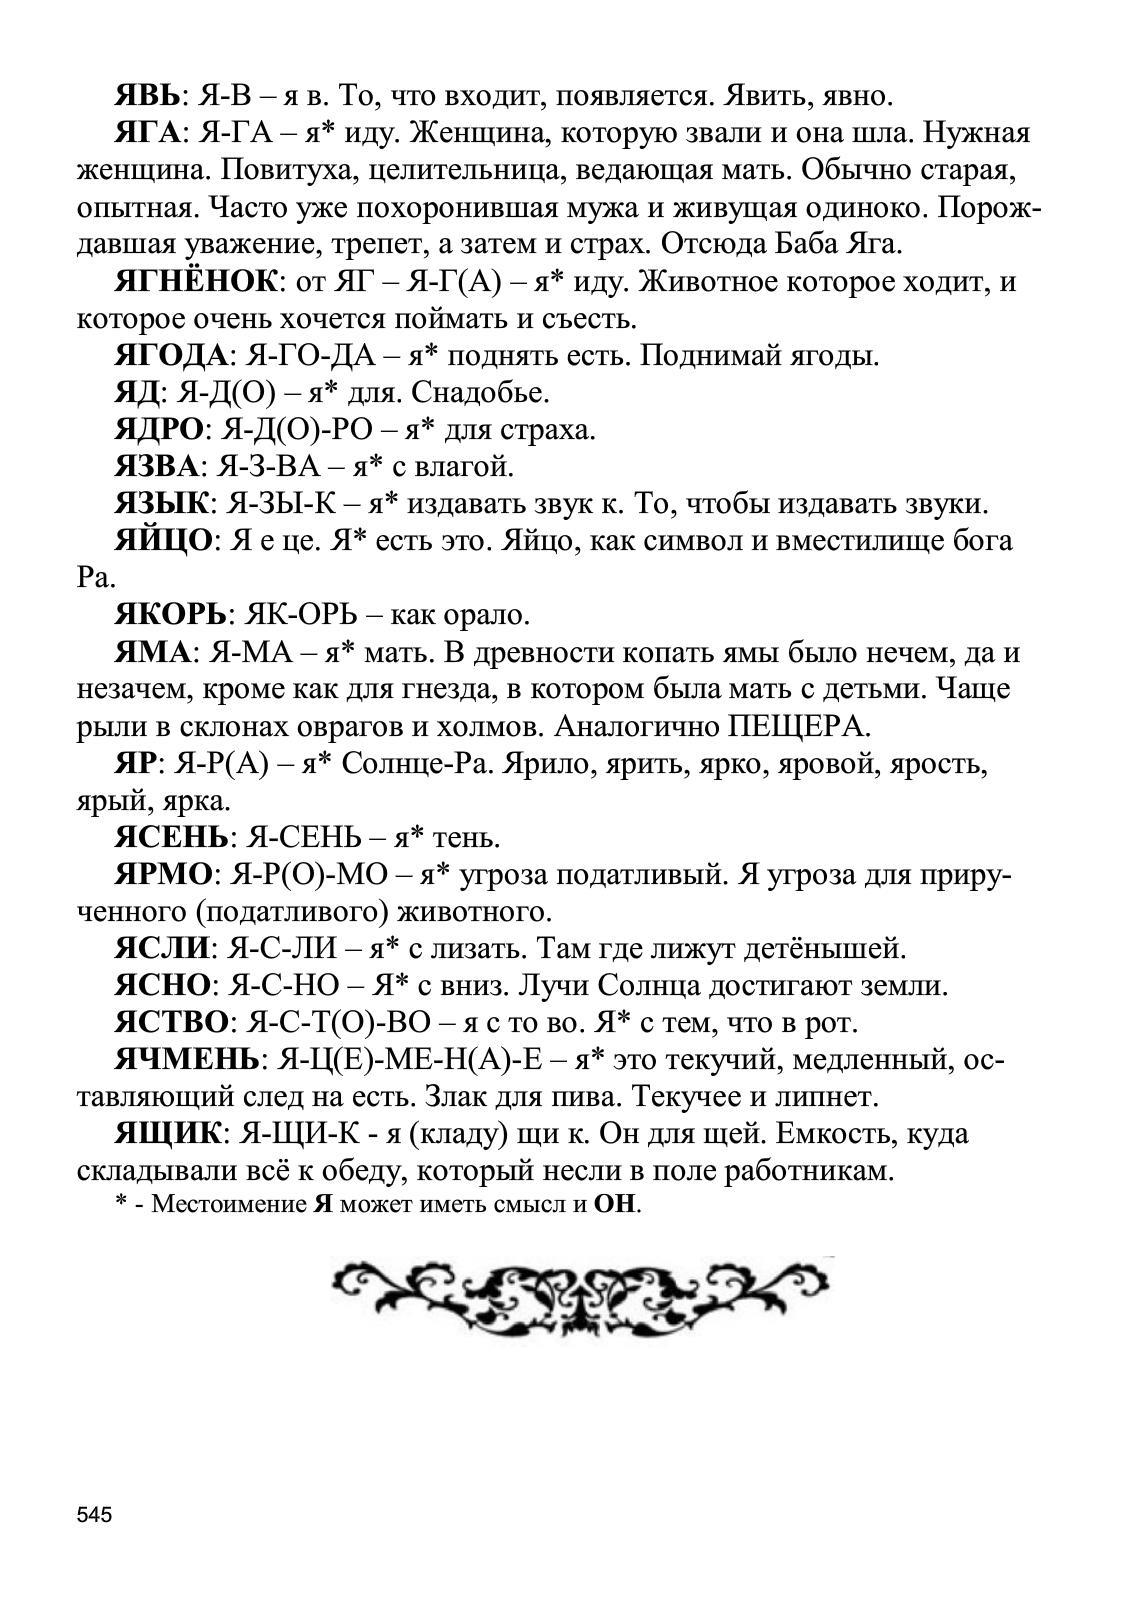 ЯВЬ: Я-В – я в. То, что входит, появляется. Явить, явно.
ЯГА: Я-ГА – я* иду. Женщина, которую звали и она шла. Нужная
женщина. Повитуха, целительница, ведающая мать. Обычно старая,
опытная. Часто уже похоронившая мужа и живущая одиноко. Порож-
давшая уважение, трепет, а затем и страх. Отсюда Баба Яга.
ЯГНЁНОК: от ЯГ – Я-Г(А) – я* иду. Животное которое ходит, и
которое очень хочется поймать и съесть.
ЯГОДА: Я-ГО-ДА – я* поднять есть. Поднимай ягоды.
ЯД: Я-Д(О) – я* для. Снадобье.
ЯДРО: Я-Д(О)-РО – я* для страха.
ЯЗВА: Я-З-ВА – я* с влагой.
ЯЗЫК: Я-ЗЫ-К – я* издавать звук к. То, чтобы издавать звуки.
ЯЙЦО: Я е це. Я* есть это. Яйцо, как символ и вместилище бога
Ра.
ЯКОРЬ: ЯК-ОРЬ – как орало.
ЯМА: Я-МА – я* мать. В древности копать ямы было нечем, да и
незачем, кроме как для гнезда, в котором была мать с детьми. Чаще
рыли в склонах оврагов и холмов. Аналогично ПЕЩЕРА.
ЯР: Я-Р(А) – я* Солнце-Ра. Ярило, ярить, ярко, яровой, ярость,
ярый, ярка.
ЯСЕНЬ: Я-СЕНЬ – я* тень.
ЯРМО: Я-Р(О)-МО – я* угроза податливый. Я угроза для приру-
ченного (податливого) животного.
ЯСЛИ: Я-С-ЛИ – я* с лизать. Там где лижут детёнышей.
ЯСНО: Я-С-НО – Я* с вниз. Лучи Солнца достигают земли.
ЯСТВО: Я-С-Т(О)-ВО – я с то во. Я* с тем, что в рот.
ЯЧМЕНЬ: Я-Ц(Е)-МЕ-Н(А)-Е – я* это текучий, медленный, ос-
тавляющий след на есть. Злак для пива. Текучее и липнет.
ЯЩИК: Я-ЩИ-К - я (кладу) щи к. Он для щей. Емкость, куда
складывали всё к обеду, который несли в поле работникам.
* - Местоимение Я может иметь смысл и ОН.
545